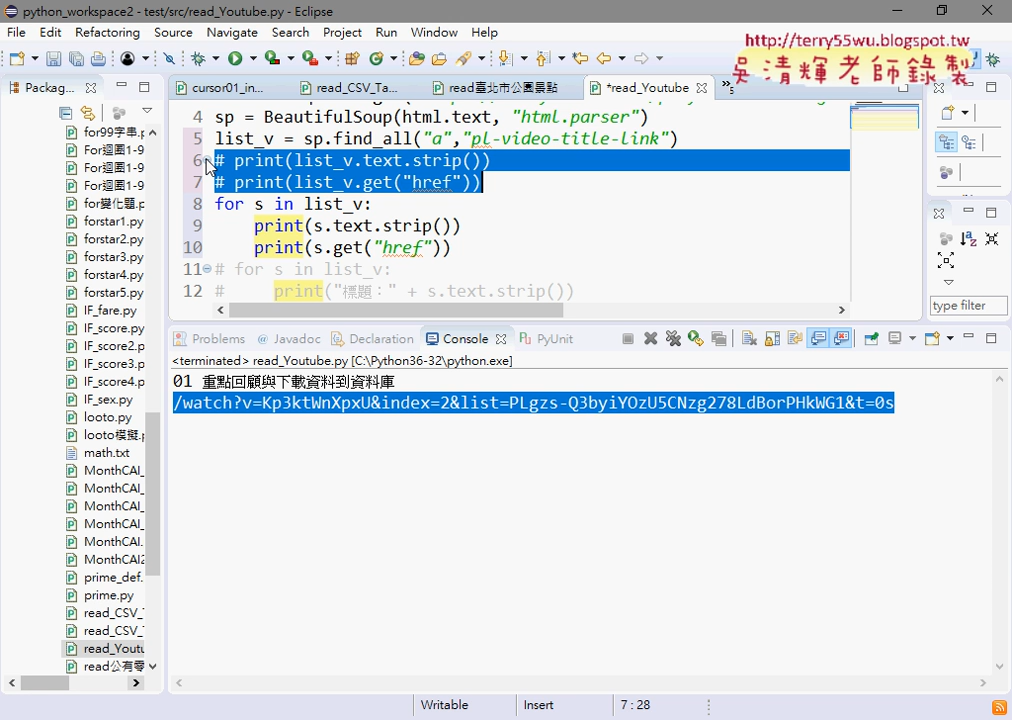 python_workspace2 - test/src/read_Youtube.py - Eclipse
File Edit Refactoring Source Navigate Search Project Run Window Help
http://terry55wu.blogspot.tw
吳清輝老師錄製
Packag...
cursor01_in... read_CSV_Ta... read臺北市公園景點 *read_Youtube
4 sp = BeautifulSoup(html.text, "html.parser")
5 list_v = sp.find_all("a","pl-video-title-link")
6 # print(list_v.text.strip())
7 # print(list_v.get("href"))
8 for s in list_v:
9 print(s.text.strip())
10 print(s.get("href"))
11 # for s in list_v:
12 # print("標題：" + s.text.strip())
for99字串.p
For迴圈1-9
For迴圈1-9
For迴圈1-9
for變化題.p
forstar1.py
forstar2.py
forstar3.py
forstar4.py
forstar5.py
IF_fare.py
IF_score.py
IF_score2.p
IF_score3.p
IF_score4.p
IF_sex.py
looto.py
looto模擬.p
math.txt
MonthCAI_
MonthCAI_
MonthCAI_
MonthCAI_
MonthCAI.
MonthCAI2
prime_def.
prime.py
read_CSV_T
read_CSV_T
read_Youtu
read公有零
type filter
Problems Javadoc Declaration Console PyUnit
<terminated> read_Youtube.py [C:\Python36-32\python.exe]
01 重點回顧與下載資料到資料庫
/watch?v=Kp3ktWnXpxU&index=2&list=PLgzs-Q3byiYOzU5CNzg278LdBorPHkWG1&t=0s
Writable Insert 7 : 28